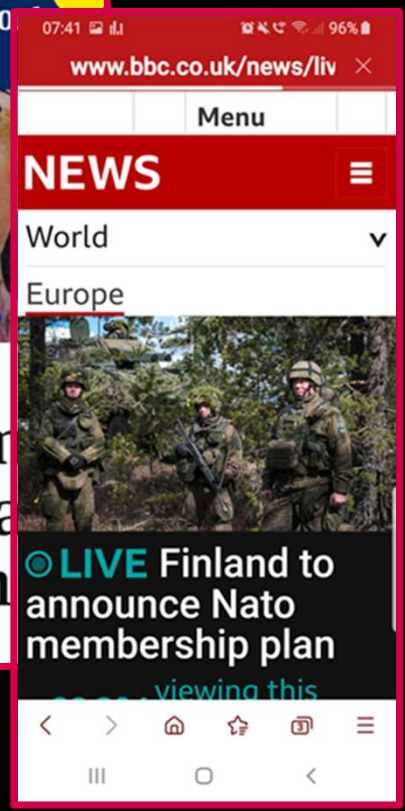 07:41 96%
www.bbc.co.uk/news/liv
Menu
NEWS
World
Europe
LIVE Finland to
announce Nato
membership plan
viewing this
3